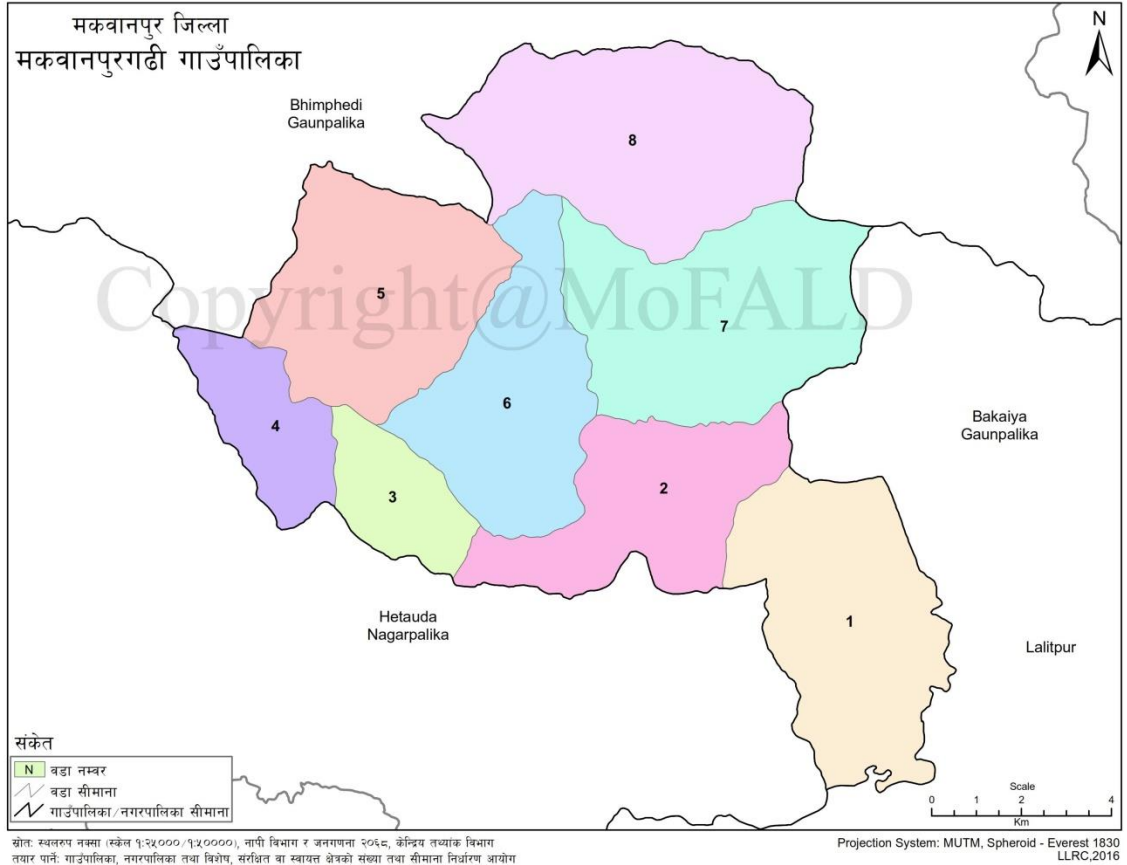 मकवानपुर जिल्ला
मकवानपुरगढी गाउँपालिका
N
Bhimphedi
Gaunpalika
8
5
7
Copyright@MoFALD
6
4
Bakaiya
Gaunpalika
2
3
Hetauda
Nagarpalika
1
Lalitpur
संकेत
N वडा नम्वर
वडा सीमाना
गाउँपालिका/नगरपालिका सीमाना
Scale
0 1 2 4
Km
स्रोतः स्थलरुप नक्सा (स्केल १:२५०००/१:५००००), नापी विभाग र जनगणना २०६८, केन्द्रिय तथ्यांक विभाग
तयार पार्नेः गाउँपालिका, नगरपालिका तथा विशेष, संरक्षित वा स्वायत्त क्षेत्रको संख्या तथा सीमाना निर्धारण आयोग
Projection System: MUTM, Spheroid - Everest 1830
LLRC,2016